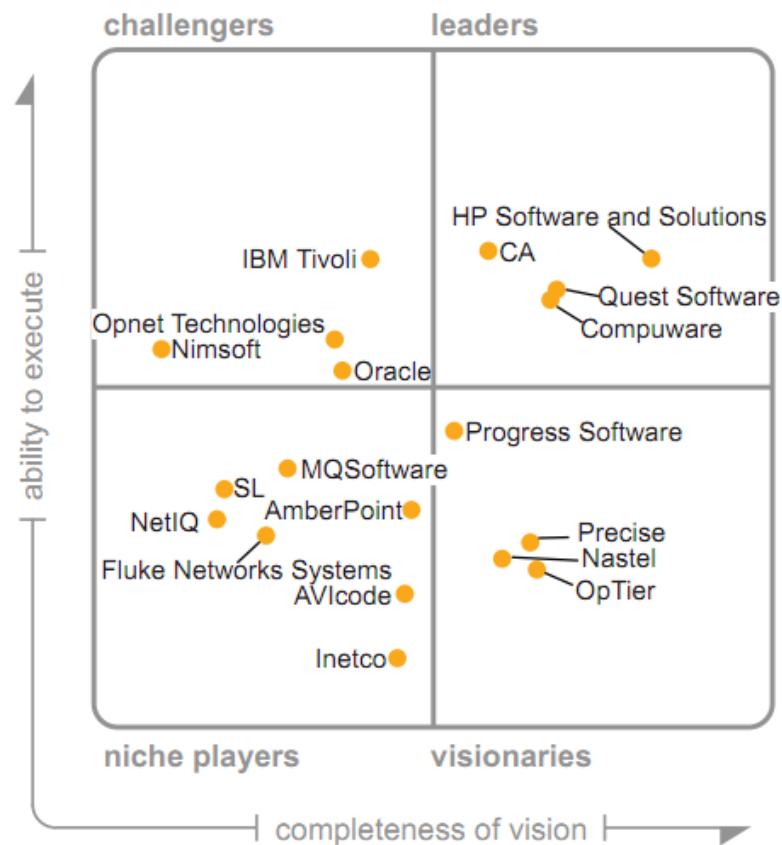 challengers
leaders
ability to execute
HP Software and Solutions
IBM Tivoli
CA
Quest Software
Compuware
Opnet Technologies
Nimsoft
Oracle
Progress Software
MQSoftware
SL
AmberPoint
NetIQ
Precise
Nastel
Fluke Networks Systems
OpTier
AVIcode
Inetco
niche players
visionaries
completeness of vision